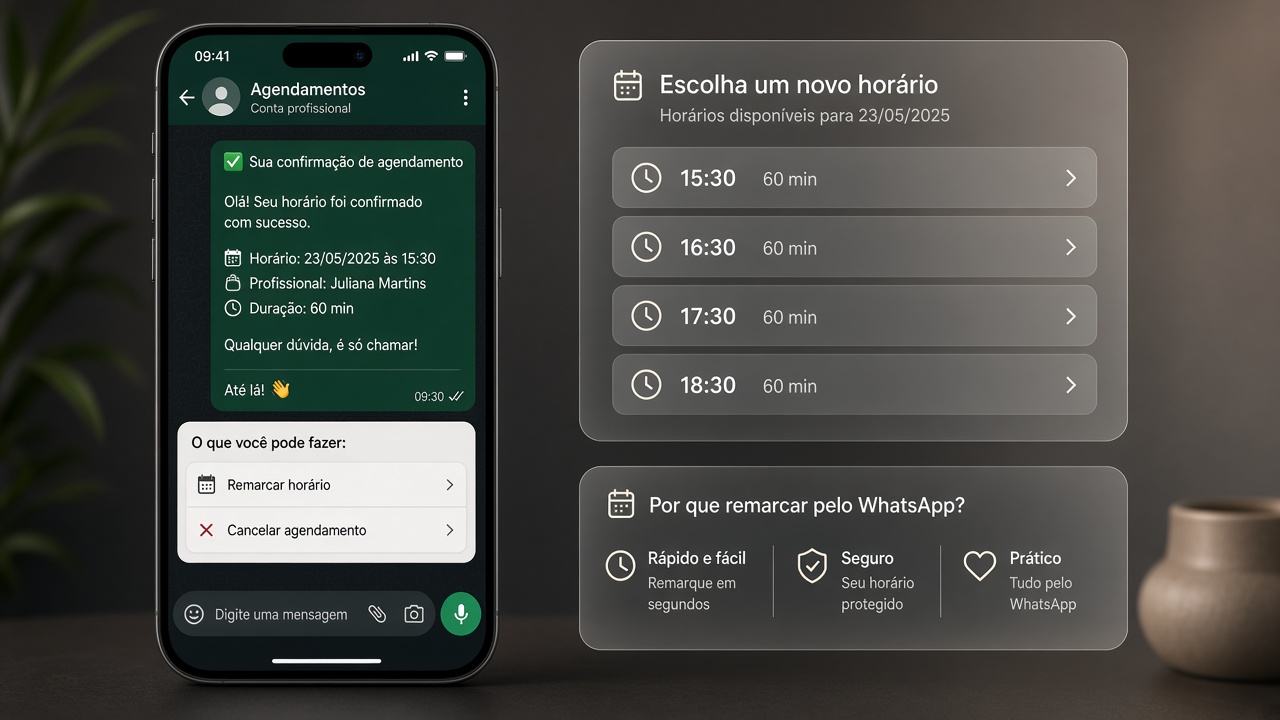 09:41
Agendamentos
Conta profissional
✅ Sua confirmação de agendamento
Olá! Seu horário foi confirmado
com sucesso.
Horário: 23/05/2025 às 15:30
Profissional: Juliana Martins
Duração: 60 min
Qualquer dúvida, é só chamar!
Até lá! 👋
09:30
O que você pode fazer:
Remarcar horário
Cancelar agendamento
Digite uma mensagem
Escolha um novo horário
Horários disponíveis para 23/05/2025
15:30 60 min
16:30 60 min
17:30 60 min
18:30 60 min
Por que remarcar pelo WhatsApp?
Rápido e fácil
Remarque em
segundos
Seguro
Seu horário
protegido
Prático
Tudo pelo
WhatsApp